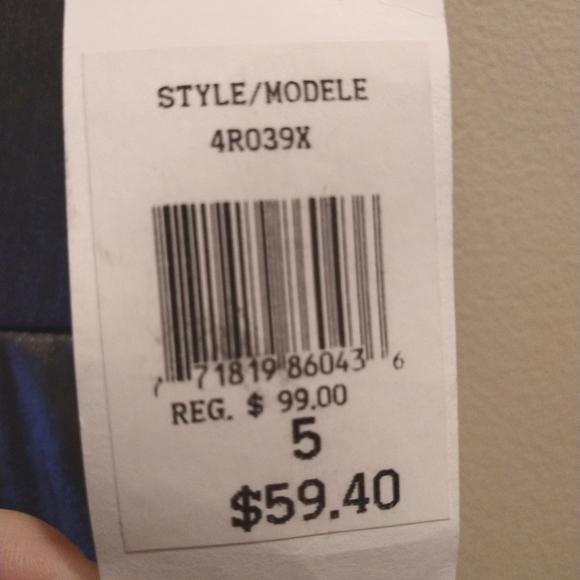 STYLE/MODELE
4R039X
7 71819 86043 6
REG. $ 99.00
5
$59.40